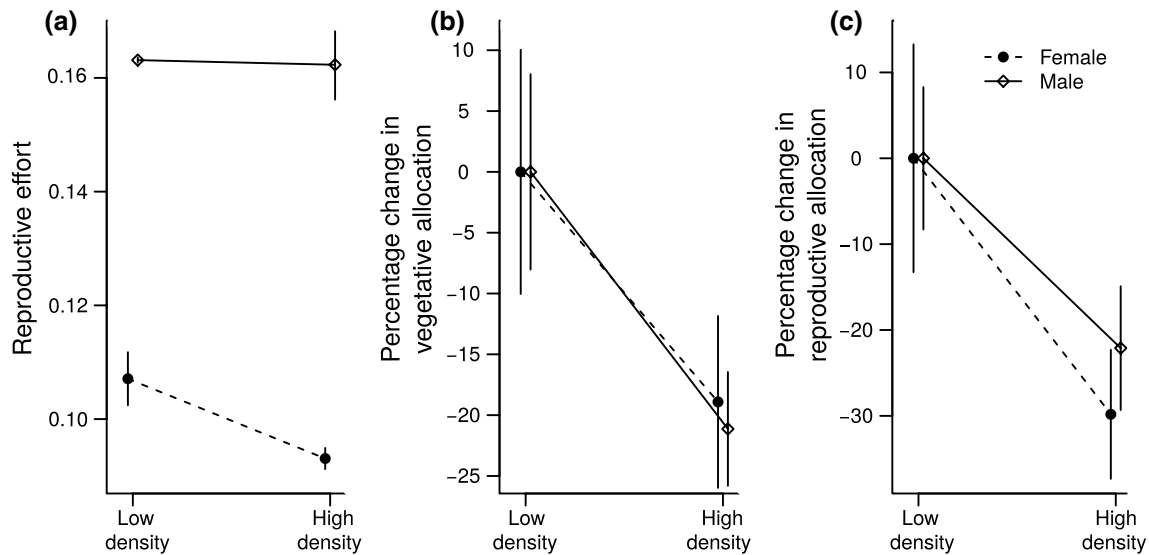 (a)
Reproductive effort
0.16
0.14
0.12
0.10
Low
density
High
density
(b)
Percentage change in
vegetative allocation
10
5
0
−5
−10
−15
−20
−25
Low
density
High
density
(c)
Percentage change in
reproductive allocation
10
0
−10
−20
−30
Female
Male
Low
density
High
density